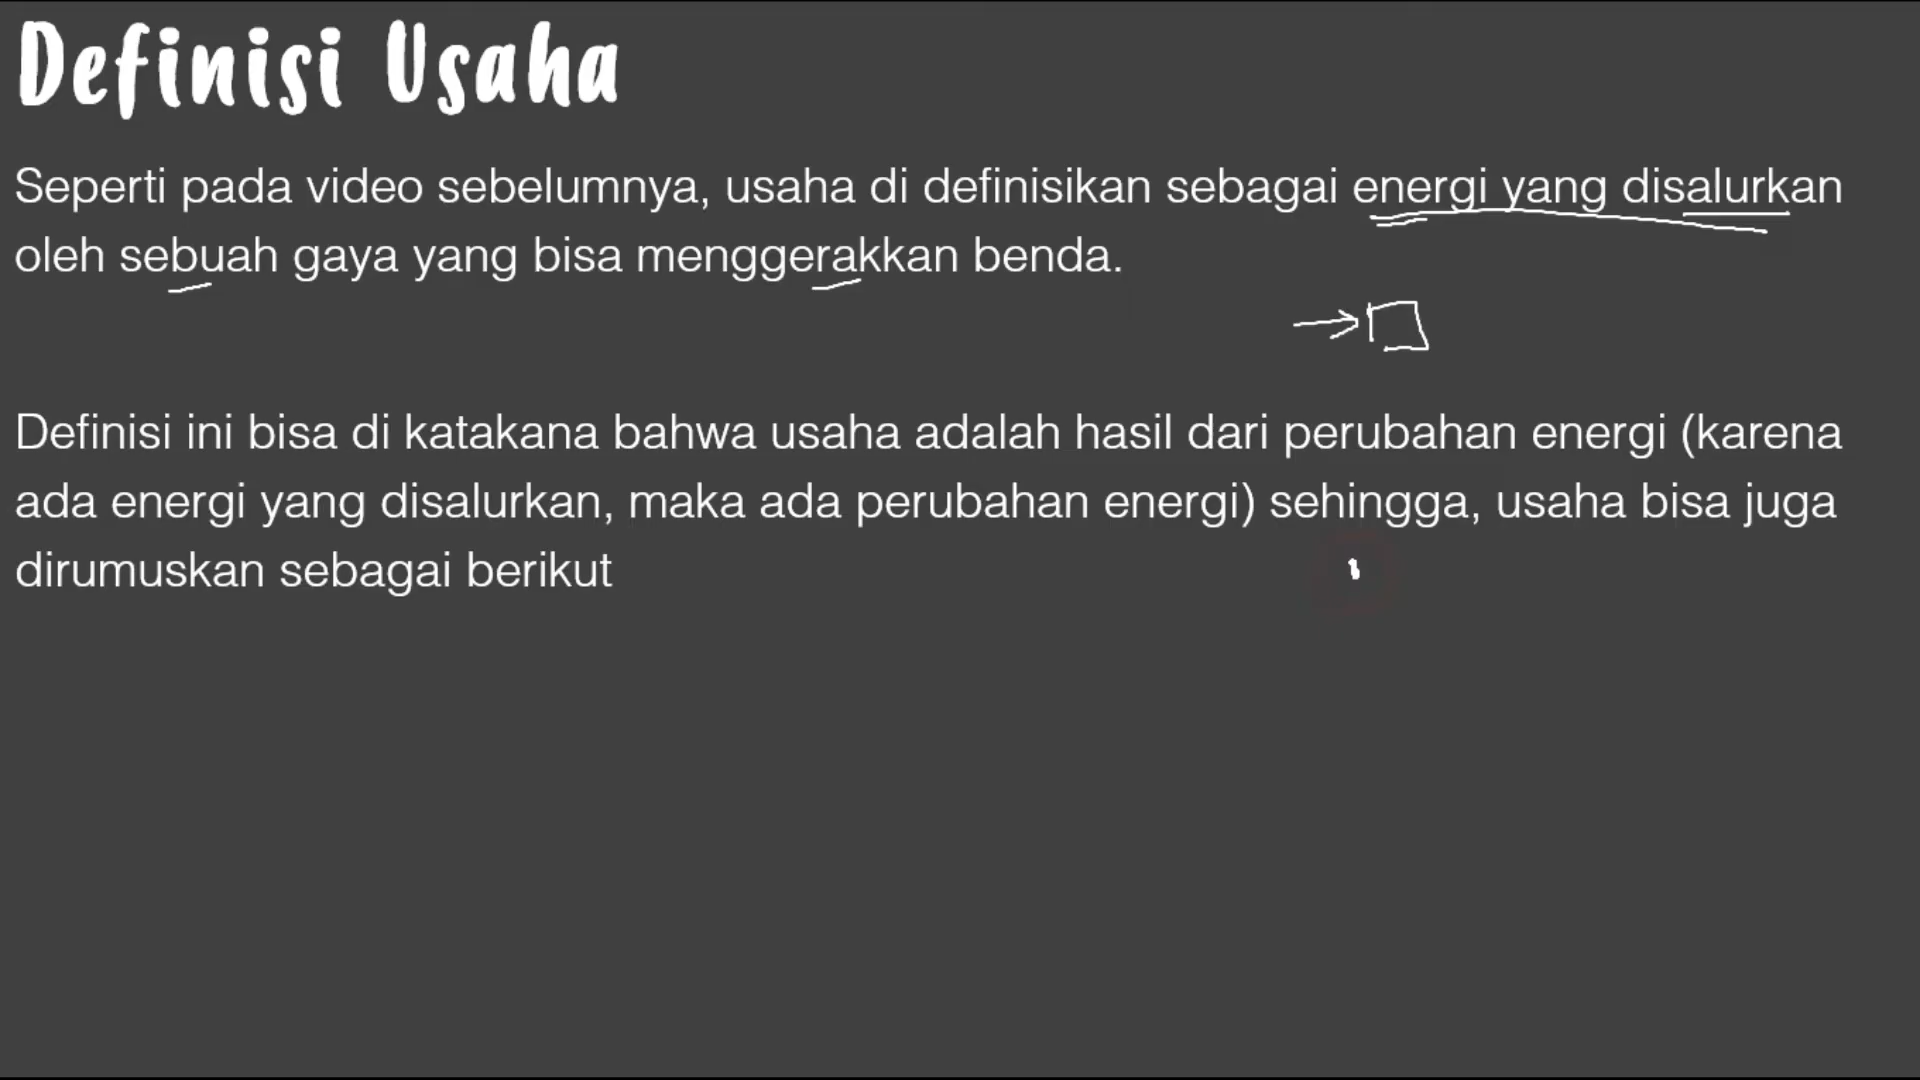 Definisi Usaha
Seperti pada video sebelumnya, usaha di definisikan sebagai energi yang disalurkan
oleh sebuah gaya yang bisa menggerakkan benda.
Definisi ini bisa di katakana bahwa usaha adalah hasil dari perubahan energi (karena
ada energi yang disalurkan, maka ada perubahan energi) sehingga, usaha bisa juga
dirumuskan sebagai berikut